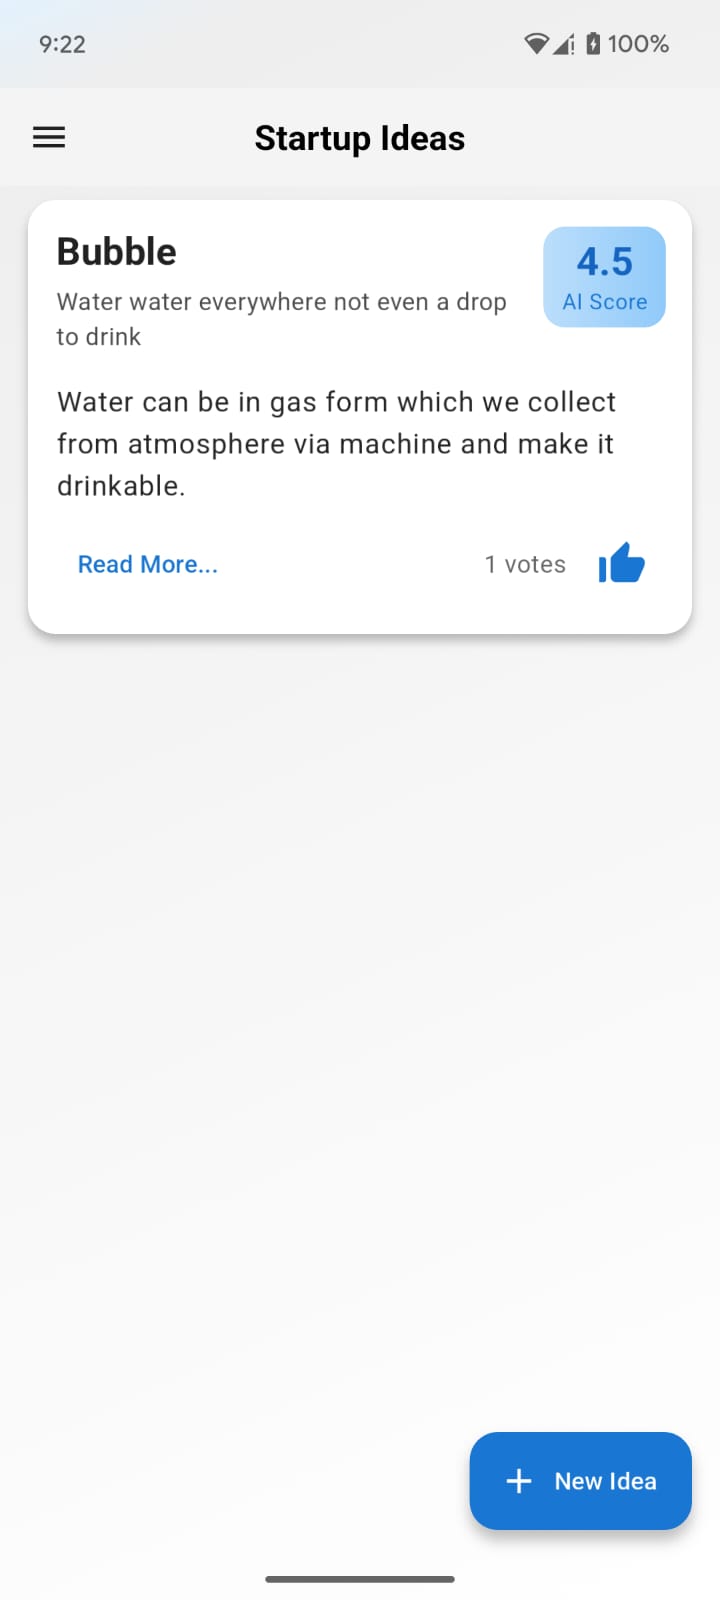 9:22
100%
Startup Ideas
Bubble
Water water everywhere not even a drop
to drink
4.5
AI Score
Water can be in gas form which we collect
from atmosphere via machine and make it
drinkable.
Read More...
1 votes
New Idea